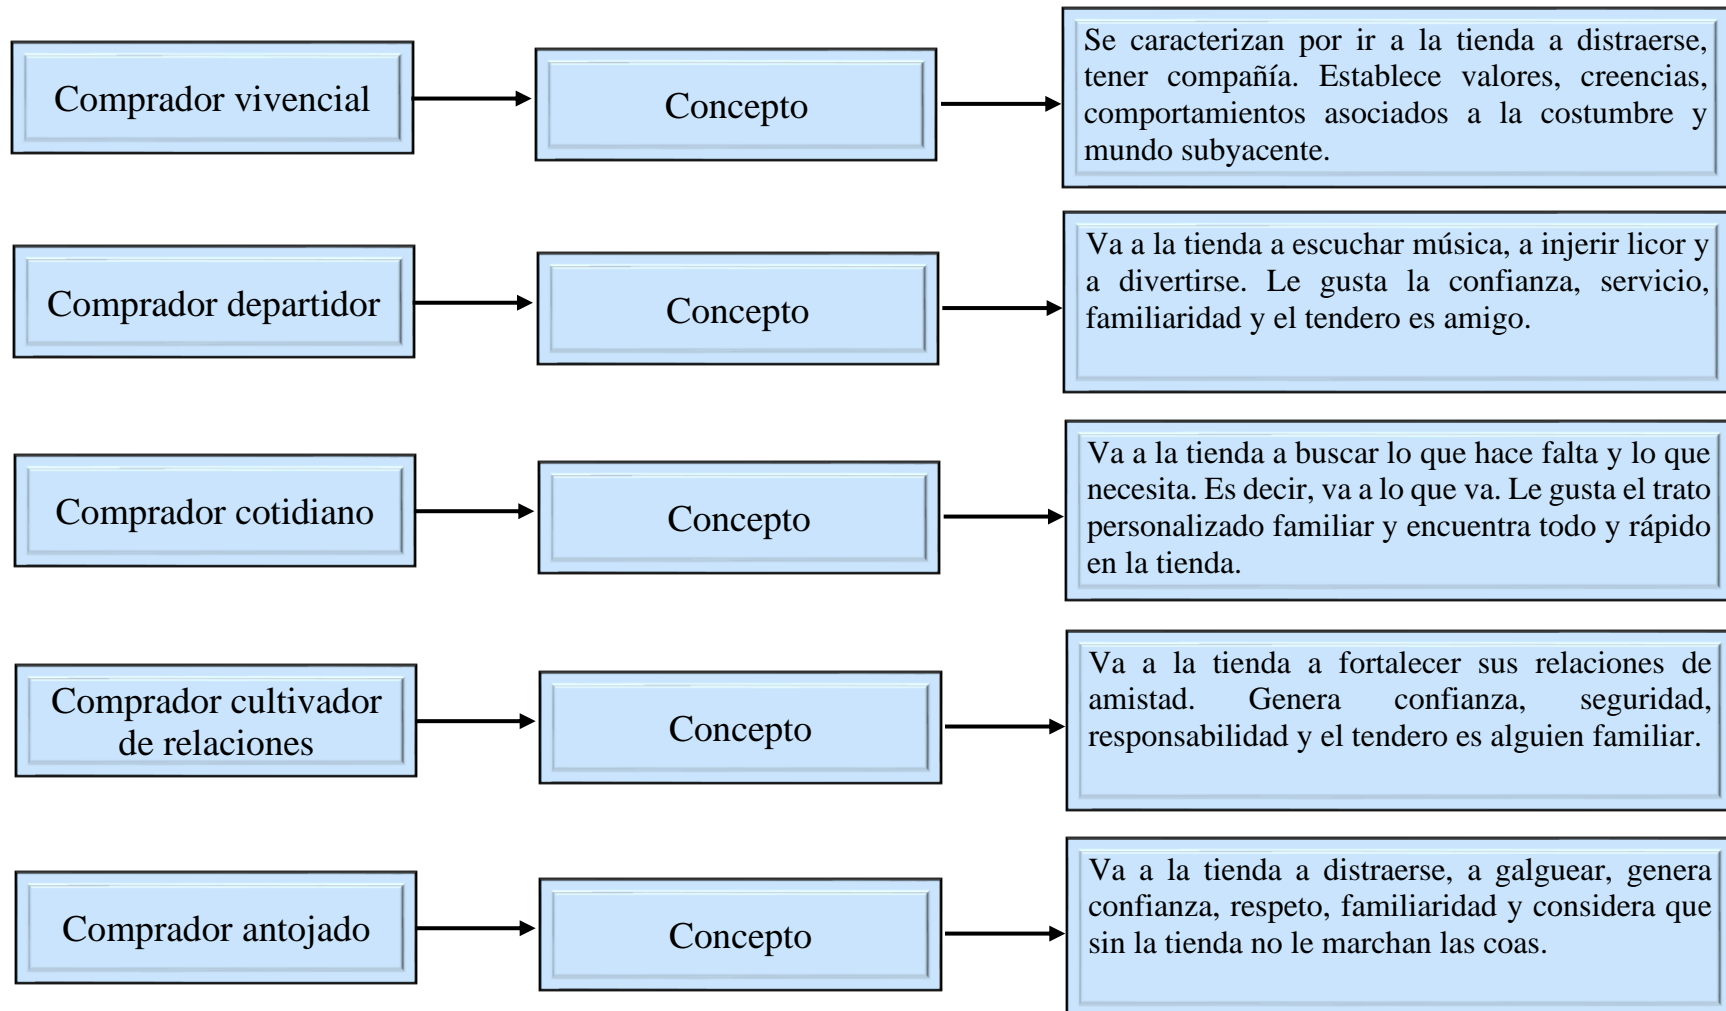 Comprador vivencial
Concepto
Se caracterizan por ir a la tienda a distraerse,
tener compañía. Establece valores, creencias,
comportamientos asociados a la costumbre y
mundo subyacente.
Comprador departidor
Concepto
Va a la tienda a escuchar música, a injerir licor y
a divertirse. Le gusta la confianza, servicio,
familiaridad y el tendero es amigo.
Comprador cotidiano
Concepto
Va a la tienda a buscar lo que hace falta y lo que
necesita. Es decir, va a lo que va. Le gusta el trato
personalizado familiar y encuentra todo y rápido
en la tienda.
Comprador cultivador
de relaciones
Concepto
Va a la tienda a fortalecer sus relaciones de
amistad. Genera confianza, seguridad,
responsabilidad y el tendero es alguien familiar.
Comprador antojado
Concepto
Va a la tienda a distraerse, a galguear, genera
confianza, respeto, familiaridad y considera que
sin la tienda no le marchan las coas.